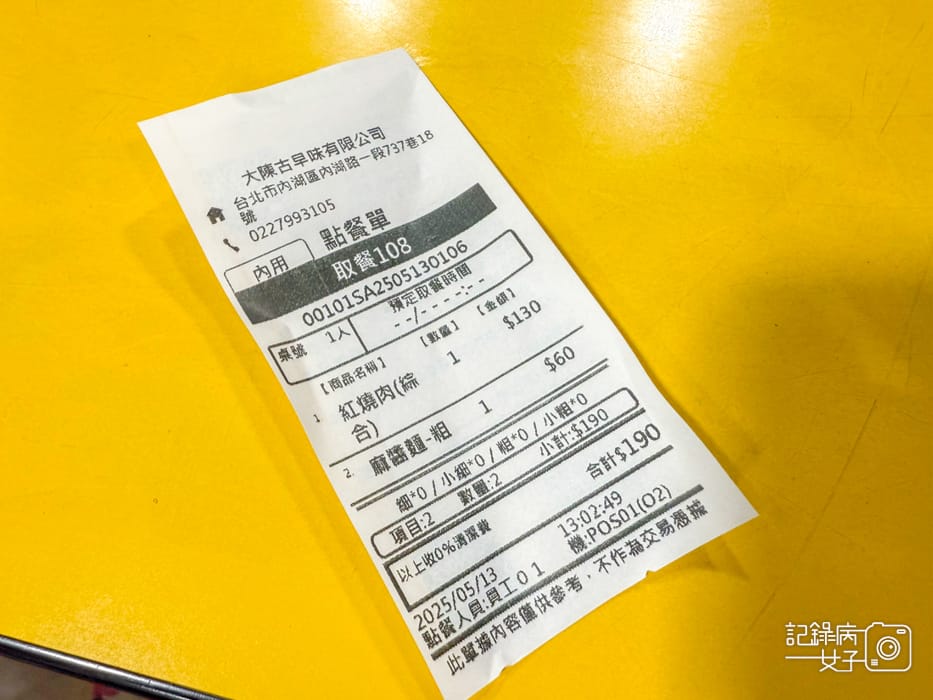 大陳古早味有限公司
台北市內湖區內湖路一段737巷18
號
0227993105
點餐單
內用
取餐108
00101SA2505130106
桌號 1人
預定取餐時間
--/-- --:--
【商品名稱】 【數量】 【金額】
1 紅燒肉(綜 1 $130
合)
2. 麻醬麵-粗 1 $60
細*0 / 小細*0 / 粗*0 / 小粗*0
項目:2 數量:2 小計:$190
以上收0%清潔費 合計$190
2025/05/13 13:02:49
點餐人員:員工01 機:POS01(O2)
此單據內容僅供參考，不作為交易憑據
記錄病
女子